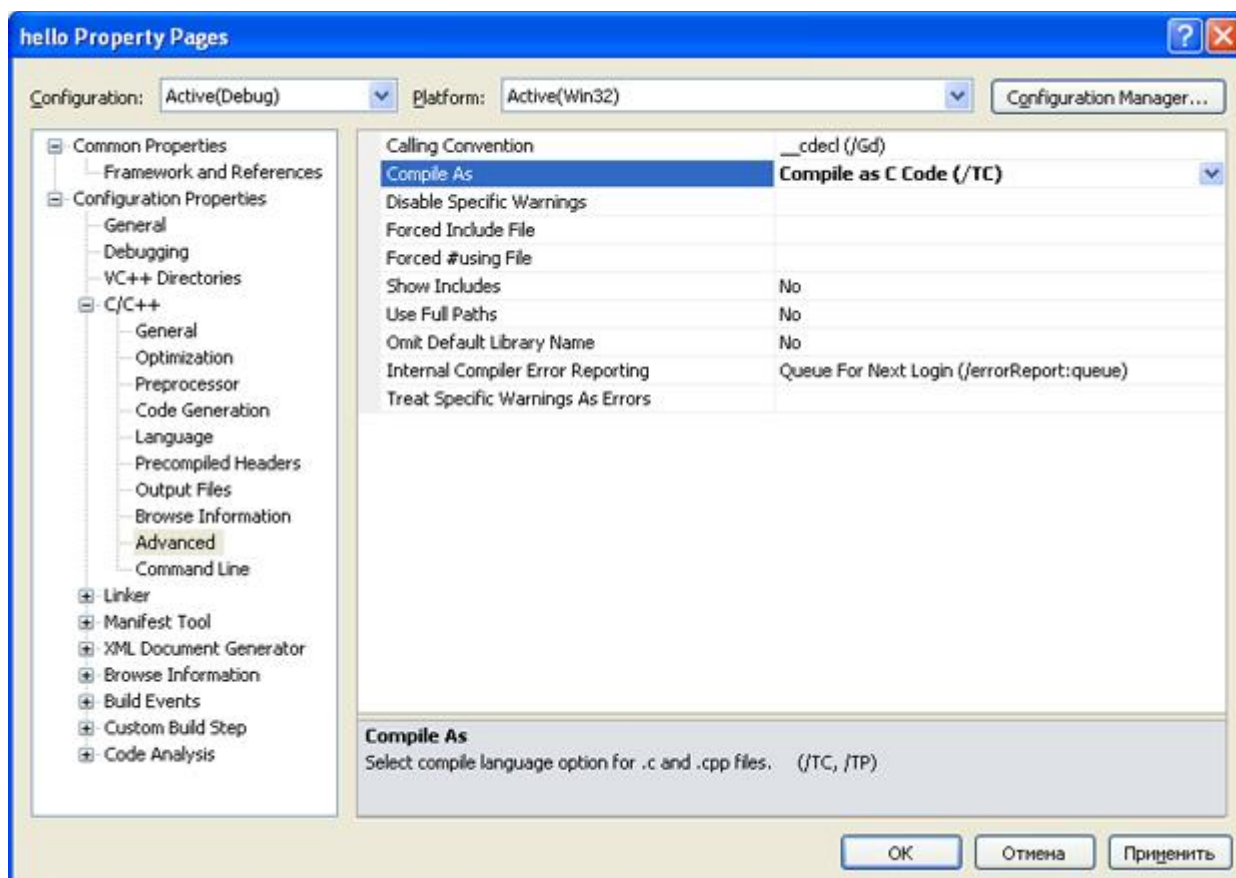 hello Property Pages
Configuration: Active(Debug) Platform: Active(Win32) Configuration Manager...
Common Properties
Framework and References
Configuration Properties
General
Debugging
VC++ Directories
C/C++
General
Optimization
Preprocessor
Code Generation
Language
Precompiled Headers
Output Files
Browse Information
Advanced
Command Line
Linker
Manifest Tool
XML Document Generator
Browse Information
Build Events
Custom Build Step
Code Analysis
Calling Convention __cdecl (/Gd)
Compile As Compile as C Code (/TC)
Disable Specific Warnings
Forced Include File
Forced #using File
Show Includes No
Use Full Paths No
Omit Default Library Name No
Internal Compiler Error Reporting Queue For Next Login (/errorReport:queue)
Treat Specific Warnings As Errors
Compile As
Select compile language option for .c and .cpp files. (/TC, /TP)
OK Отмена Применить